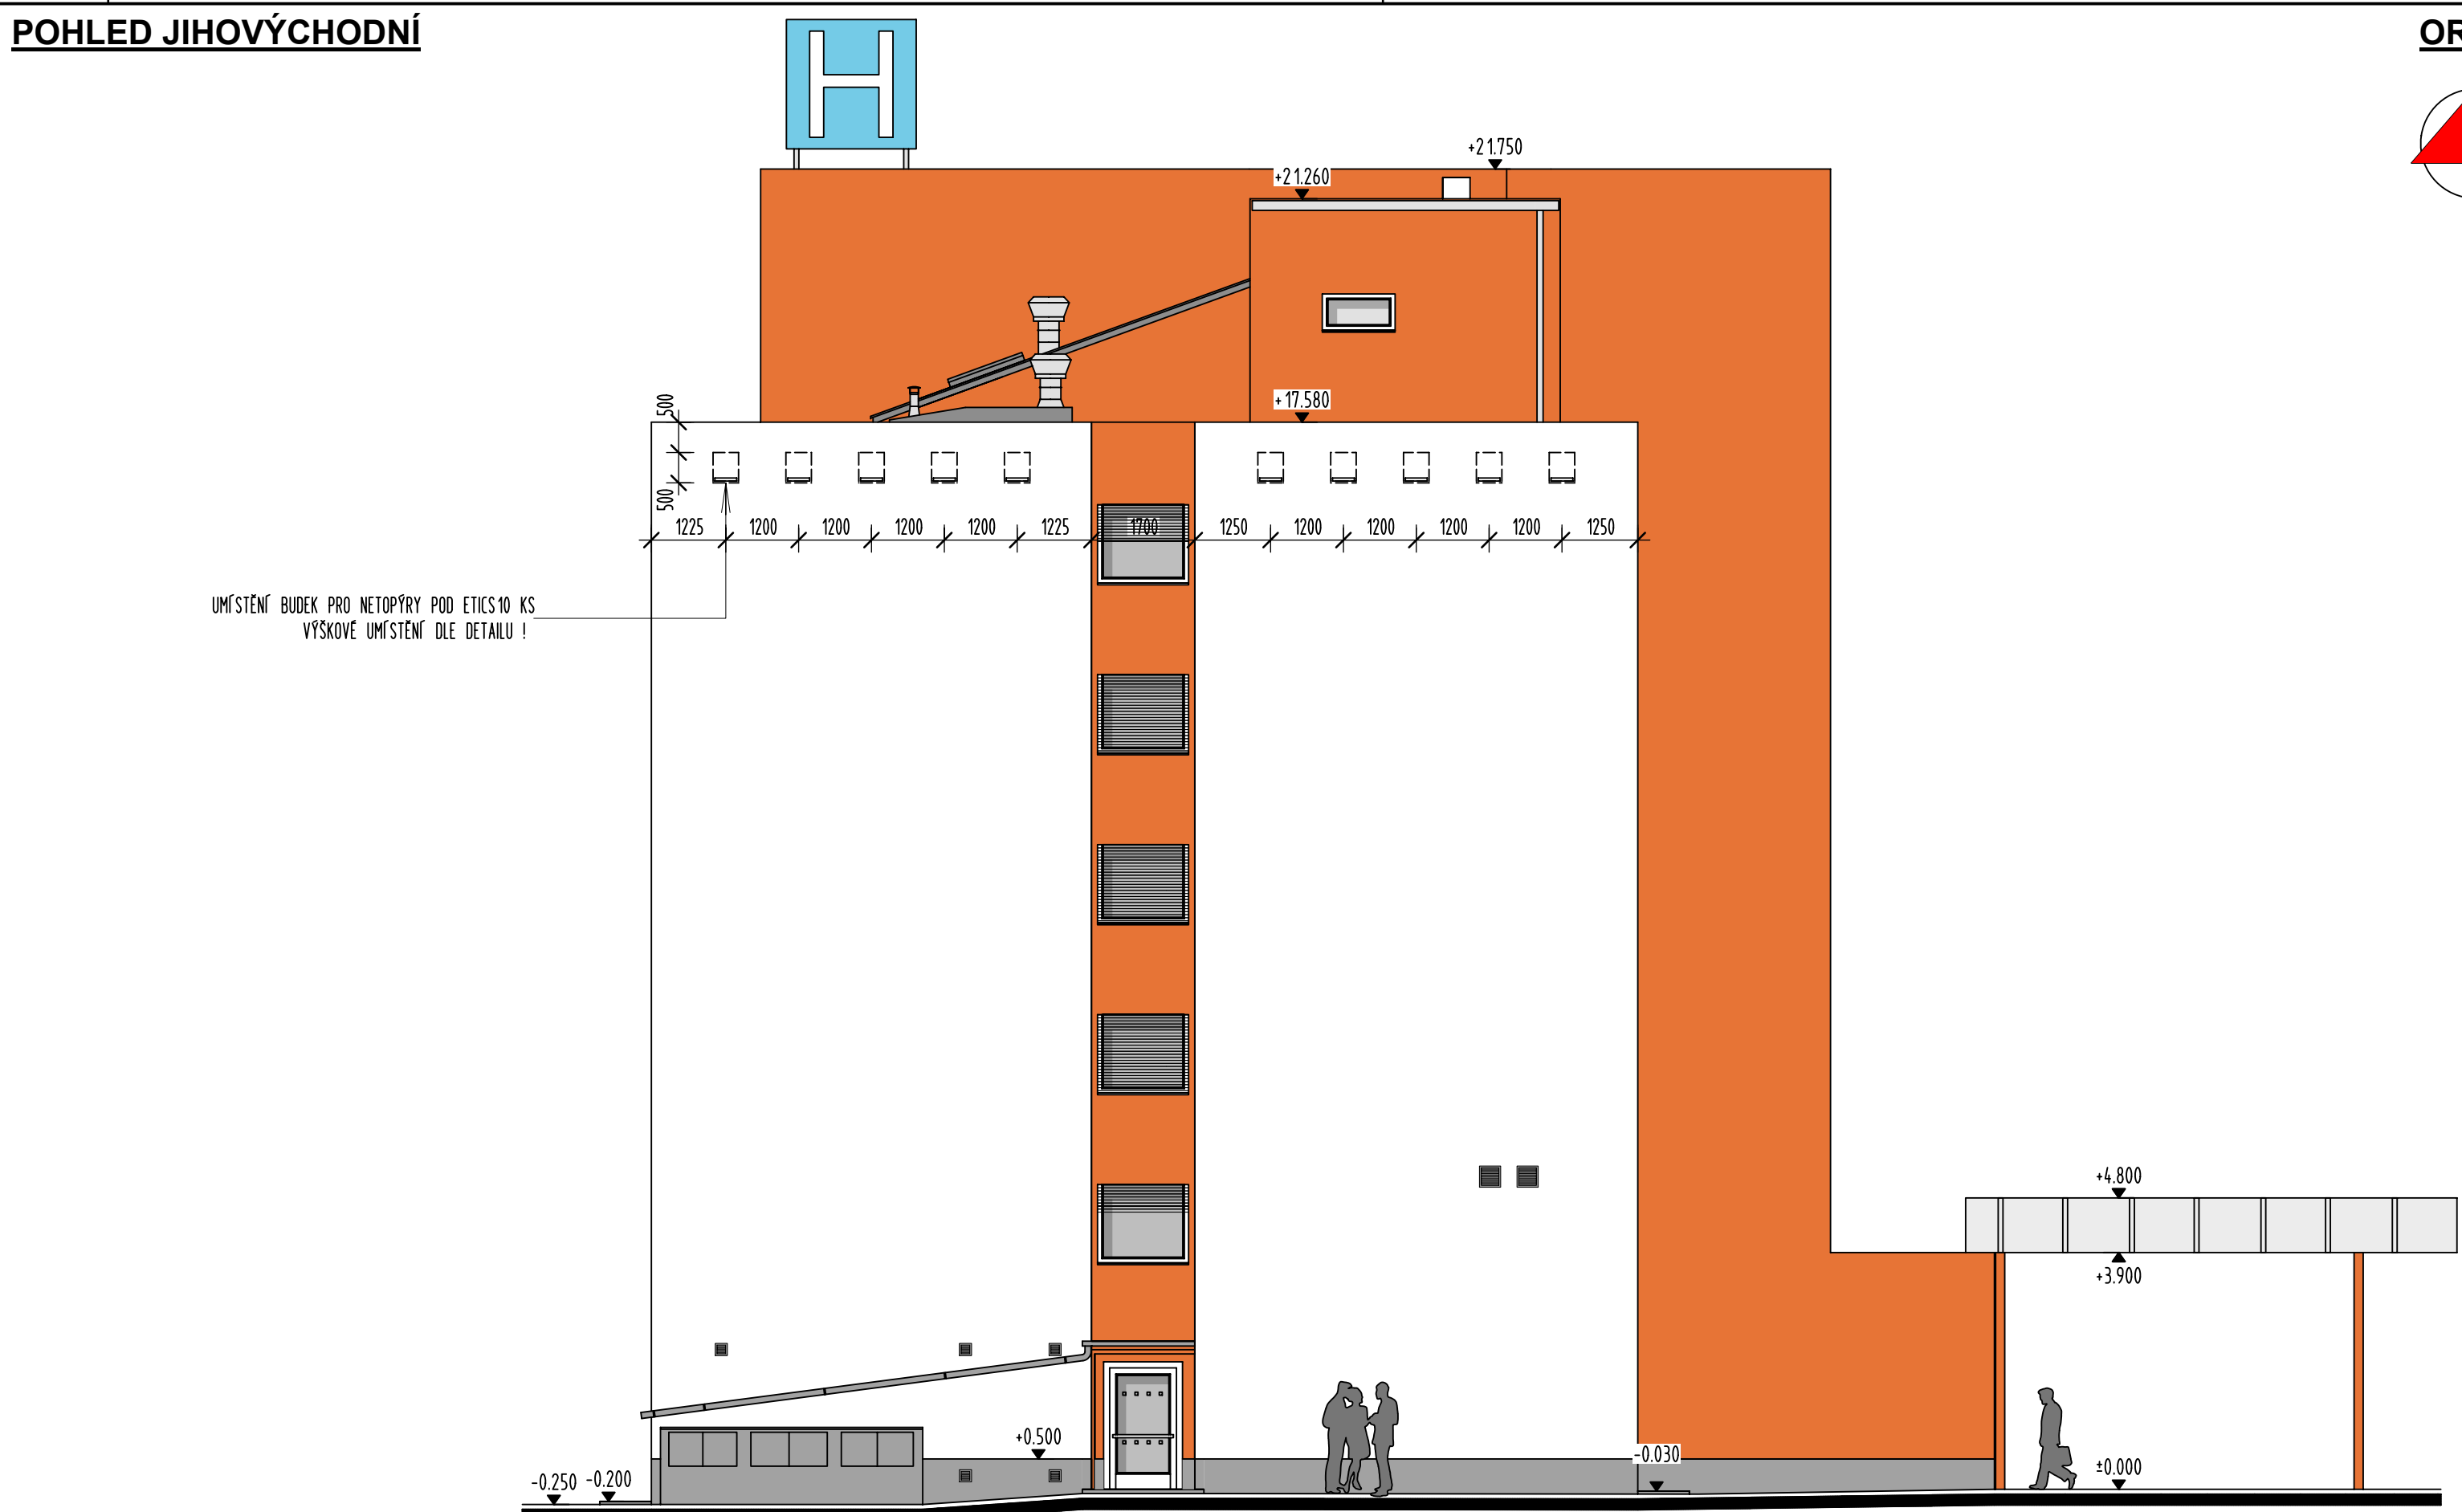 POHLED JIHOVÝCHODNÍ
OR
H
+21.750
+21.260
+17.580
500
500
1225 1200 1200 1200 1200 1225 1700 1250 1200 1200 1200 1200 1250
UMÍSTĚNÍ BUDEK PRO NETOPÝRY POD ETICS10 KS
VÝŠKOVÉ UMÍSTĚNÍ DLE DETAILU !
+4.800
+3.900
+0.500
-0.030
±0.000
-0.250 -0.200